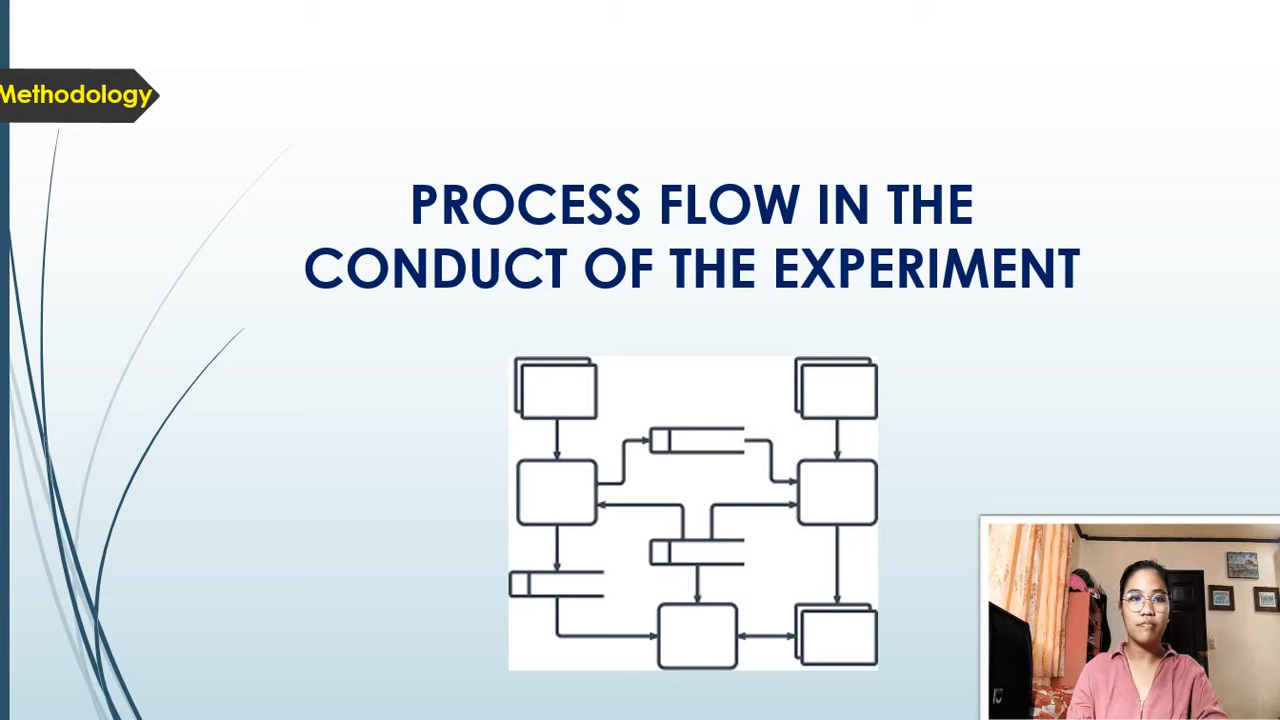 Methodology
PROCESS FLOW IN THE
CONDUCT OF THE EXPERIMENT